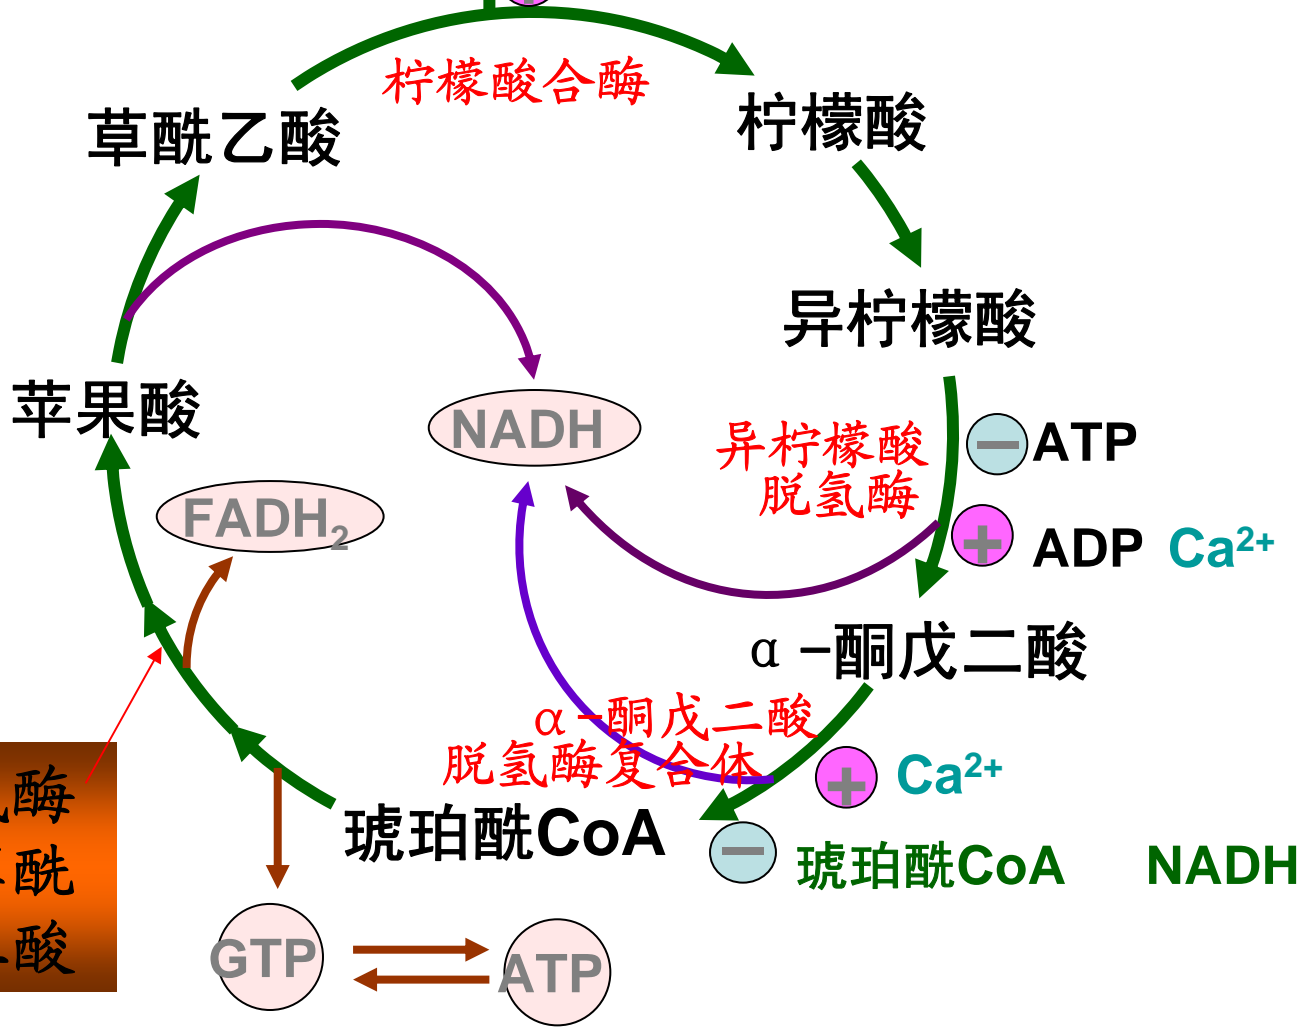 柠檬酸合酶
草酰乙酸
柠檬酸
异柠檬酸
苹果酸
NADH
异柠檬酸
脱氢酶
ATP
FADH₂
ADP Ca²⁺
α-酮戊二酸
α-酮戊二酸
脱氢酶复合体
Ca²⁺
琥珀酰CoA
琥珀酰CoA NADH
酶
酰
酸
GTP
ATP